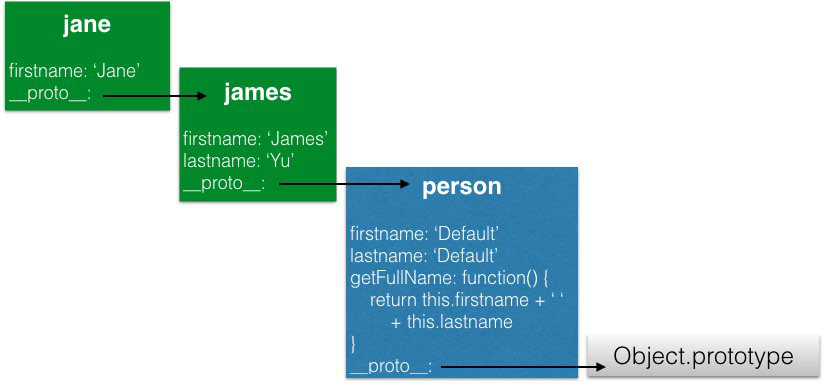 jane
firstname: ‘Jane’
__proto__:
james
firstname: ‘James’
lastname: ‘Yu’
__proto__:
person
firstname: ‘Default’
lastname: ‘Default’
getFullName: function() {
return this.firstname + ‘ ‘
+ this.lastname
}
__proto__:
Object.prototype